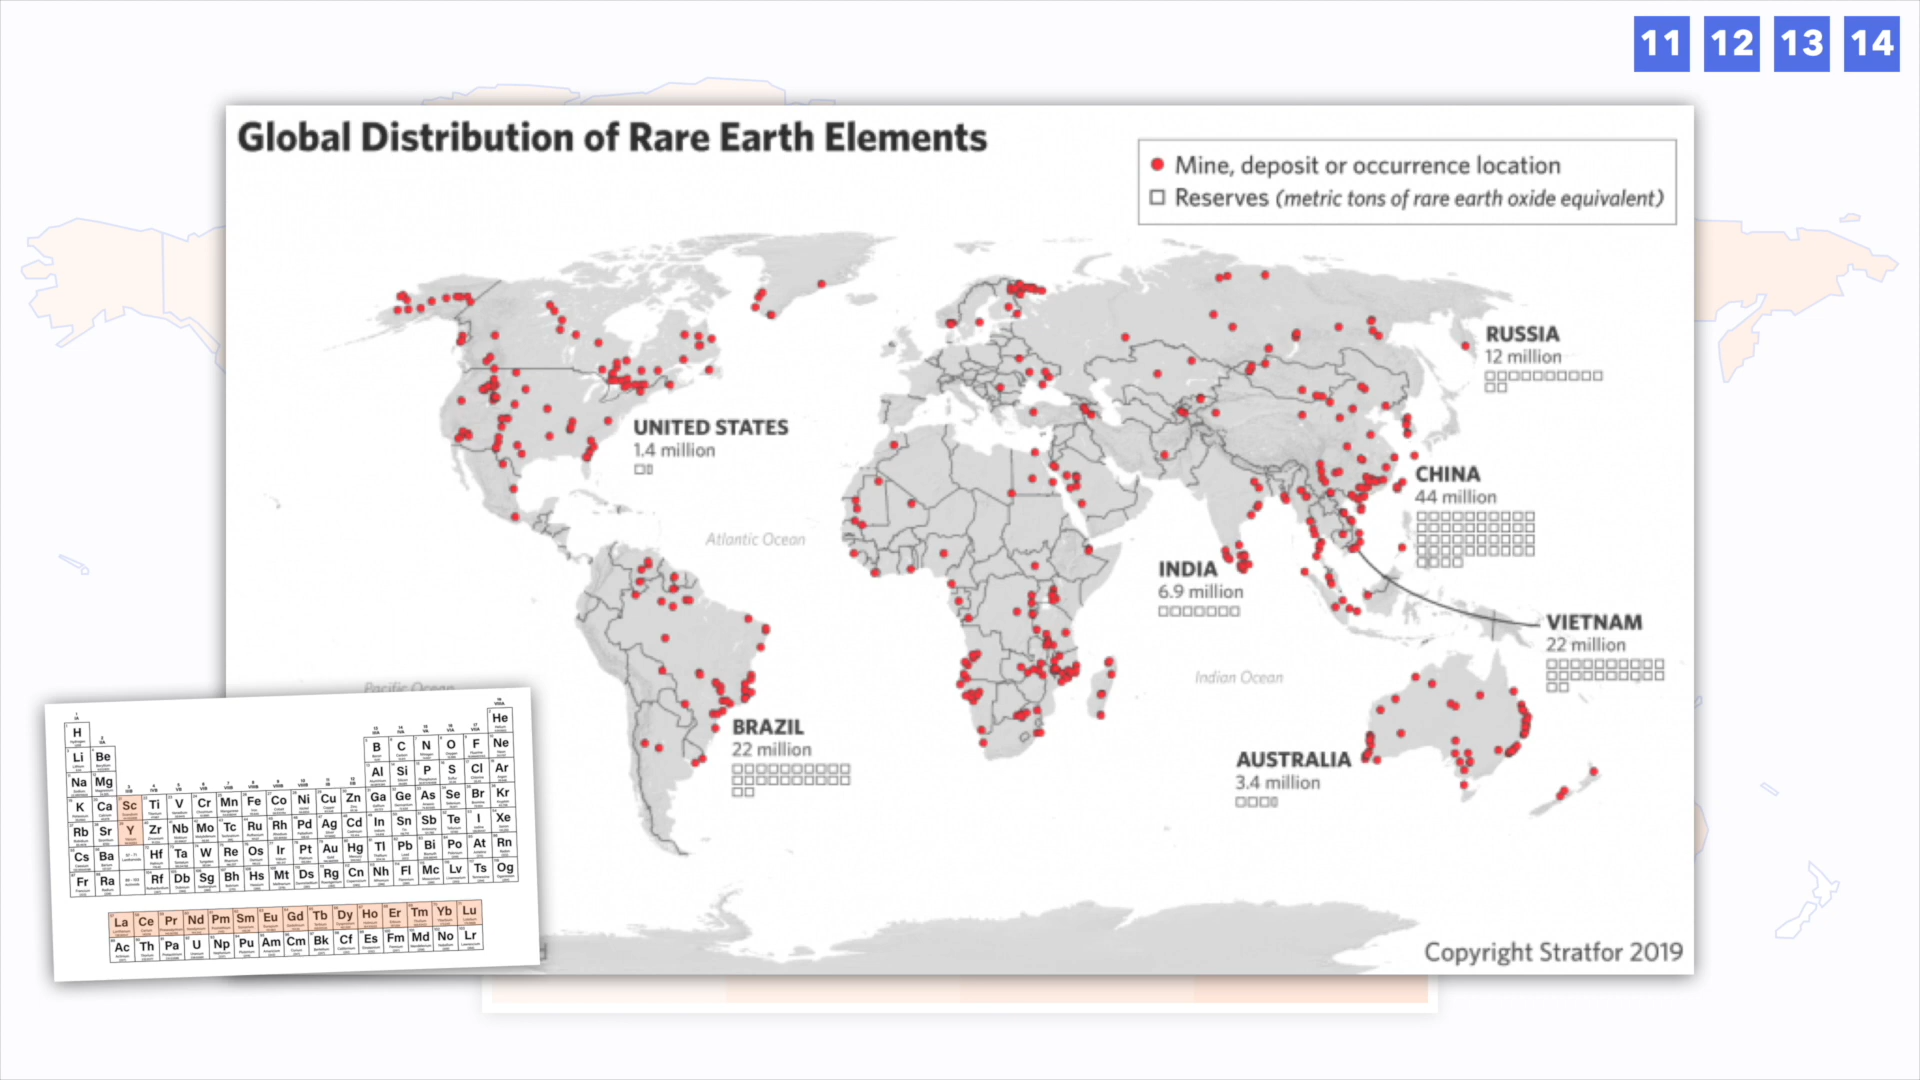 11 12 13 14
Global Distribution of Rare Earth Elements
Mine, deposit or occurrence location
Reserves (metric tons of rare earth oxide equivalent)
RUSSIA
12 million
UNITED STATES
1.4 million
CHINA
44 million
Atlantic Ocean
INDIA
6.9 million
VIETNAM
22 million
Indian Ocean
Pacific Ocean
BRAZIL
22 million
AUSTRALIA
3.4 million
H He
Li Be B C N O F Ne
Na Mg Al Si P S Cl Ar
K Ca Sc Ti V Cr Mn Fe Co Ni Cu Zn Ga Ge As Se Br Kr
Rb Sr Y Zr Nb Mo Tc Ru Rh Pd Ag Cd In Sn Sb Te I Xe
Cs Ba Hf Ta W Re Os Ir Pt Au Hg Tl Pb Bi Po At Rn
Fr Ra Rf Db Sg Bh Hs Mt Ds Rg Cn Nh Fl Mc Lv Ts Og
La Ce Pr Nd Pm Sm Eu Gd Tb Dy Ho Er Tm Yb Lu
Ac Th Pa U Np Pu Am Cm Bk Cf Es Fm Md No Lr
Copyright Stratfor 2019